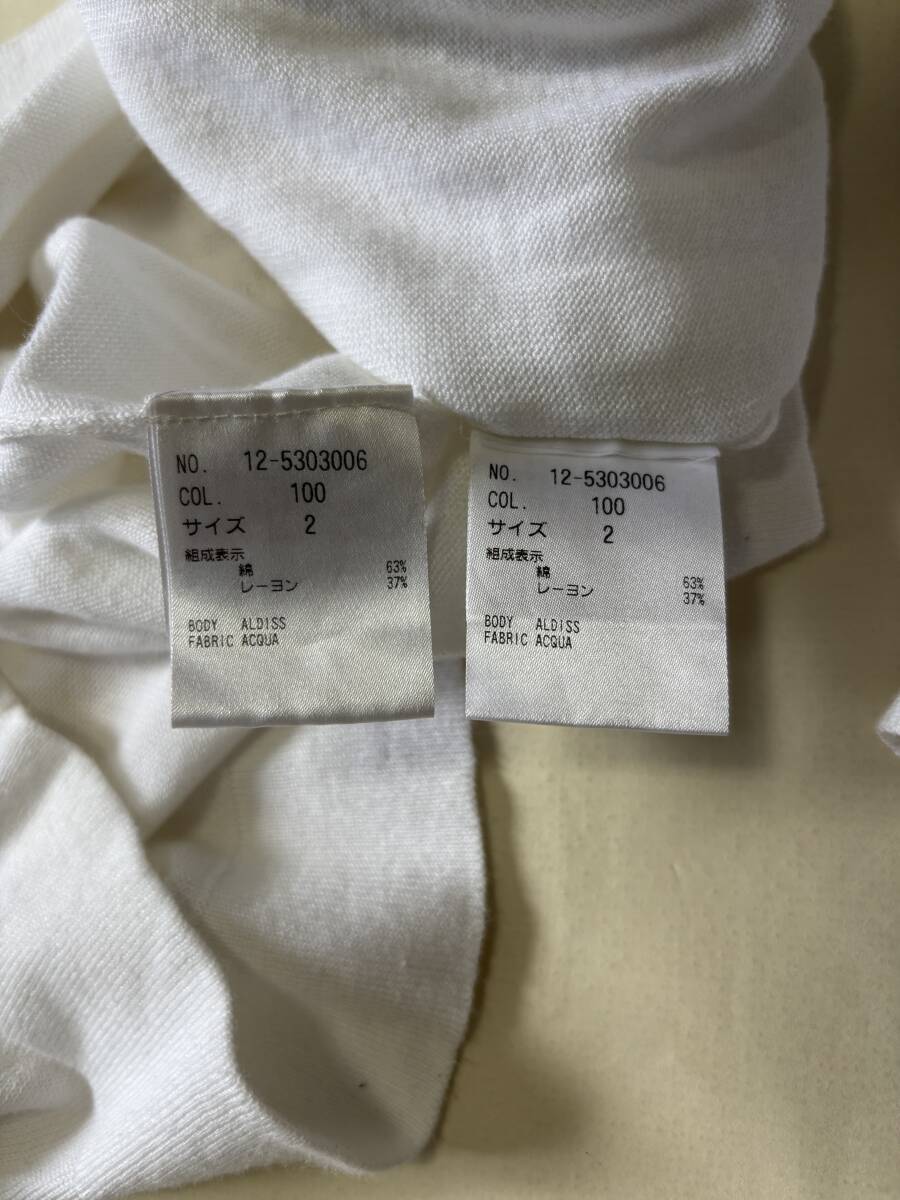 NO. 12-5303006
COL. 100
サイズ 2
組成表示
綿 63%
レーヨン 37%
BODY ALDISS
FABRIC ACQUA
NO. 12-5303006
COL. 100
サイズ 2
組成表示
綿 63%
レーヨン 37%
BODY ALDISS
FABRIC ACQUA